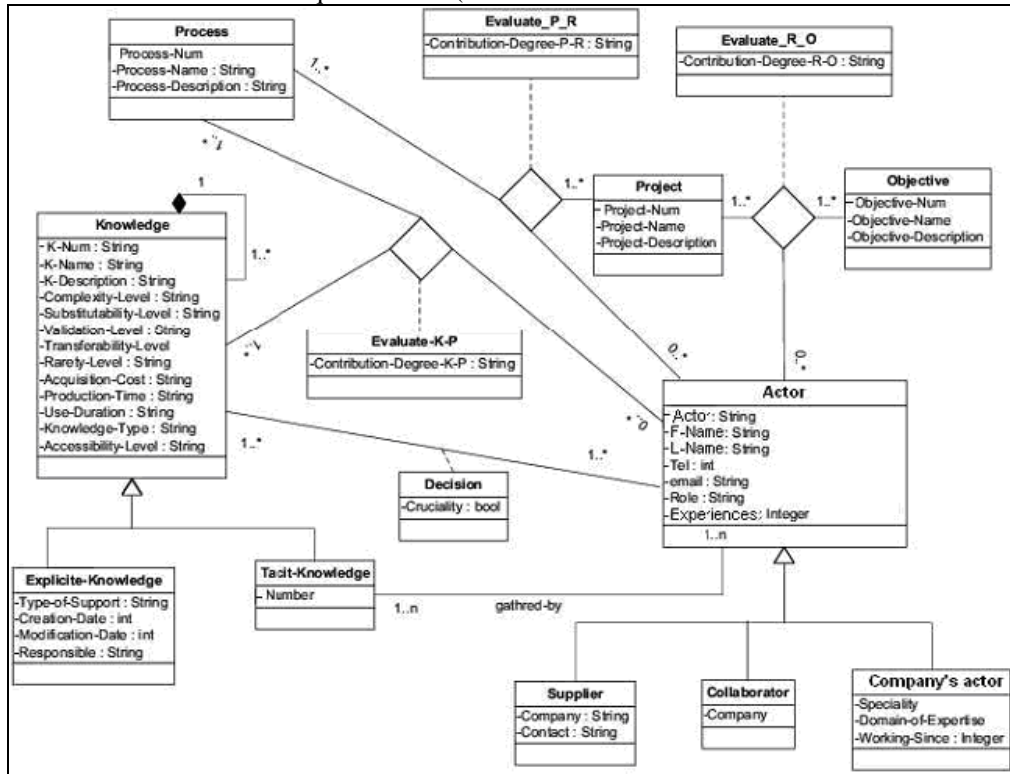 Process
Process-Num
-Process-Name : String
-Process-Description : String
Evaluate_P_R
-Contribution-Degree-P-R : String
Evaluate_R_O
-Contribution-Degree-R-O : String
1..*
1..*
1
Knowledge
- K-Num : String
-K-Name : String
-K-Description : String
-Complexity-Level : String
-Substitutability-Level : String
-Validation-Level : String
-Transferability-Level
-Rarety-Level : String
-Acquisition-Cost : String
-Production-Time : String
-Use-Duration : String
-Knowledge-Type : String
-Accessibility-Level : String
1..*
1..*
Project
- Project-Num
-Project-Name
-Project-Description
1..*
1..*
Objective
-Objective-Num
-Objective-Name
-Objective-Description
1..*
Evaluate-K-P
-Contribution-Degree-K-P : String
0..*
0..*
0..*
Actor
-Actor: String
-F-Name: String
-L-Name: String
-Tel : int
-email : String
-Role : String
-Experiences: Integer
1..*
1..*
Decision
-Cruciality : bool
1..n
Explicite-Knowledge
-Type-of-Support : String
-Creation-Date : int
-Modification-Date : int
-Responsible : String
Tacit-Knowledge
- Number
1..n
gathred-by
Supplier
-Company : String
-Contact : String
Collaborator
-Company
Company's actor
-Speciality
-Domain-of-Expertise
-Working-Since : Integer